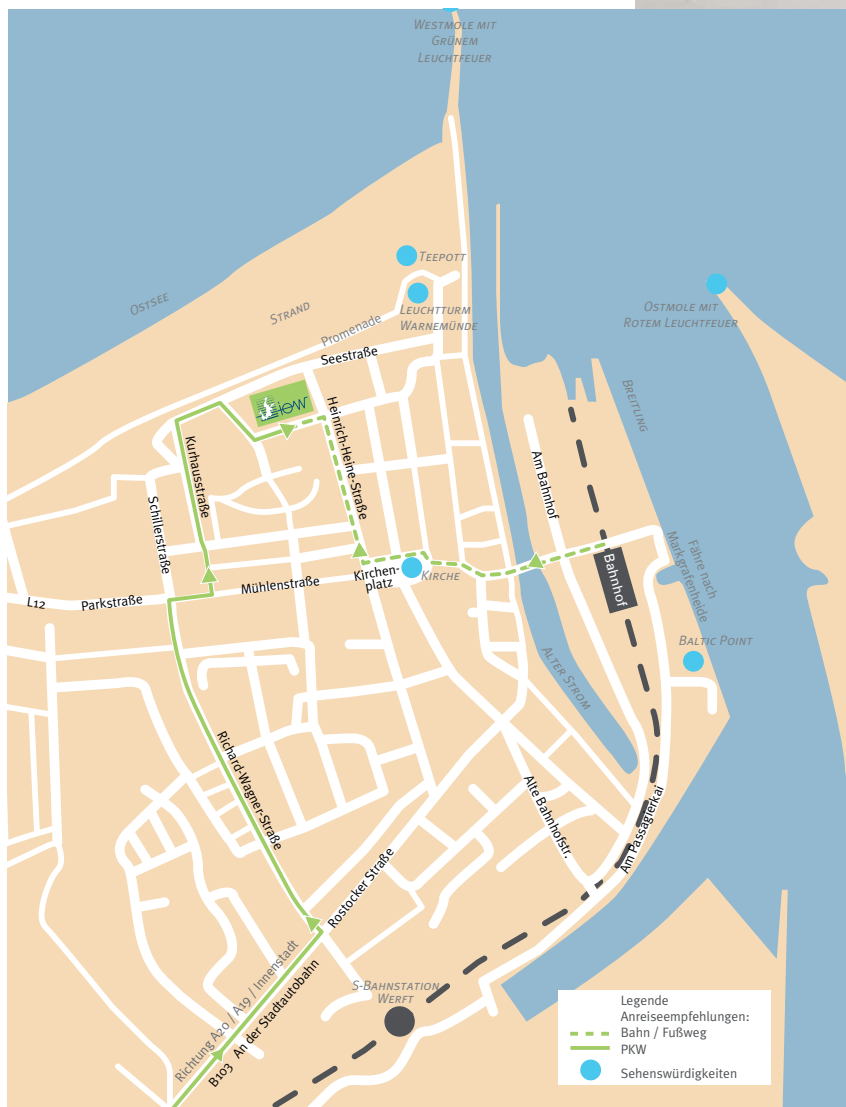 Westmole mit
Grünem
Leuchtfeuer
Teepott
Leuchtturm
Warnemünde
Ostsee
Strand
Promenade
Seestraße
Ostmole mit
Rotem Leuchtfeuer
Breitling
iow
Heinrich-Heine-Straße
Kurhausstraße
Schillerstraße
Am Bahnhof
Fähre nach
Markgrafenheide
Bahnhof
Kirchen-
platz
Kirche
Mühlenstraße
L12
Parkstraße
Baltic Point
Alter Strom
Richard-Wagner-Straße
Alte Bahnhofstr.
Am Passagierkai
Rostocker Straße
Richtung A20 / A19 / Innenstadt
B103 An der Stadtautobahn
S-Bahnstation
Werft
Legende
Anreiseempfehlungen:
Bahn / Fußweg
PKW
Sehenswürdigkeiten